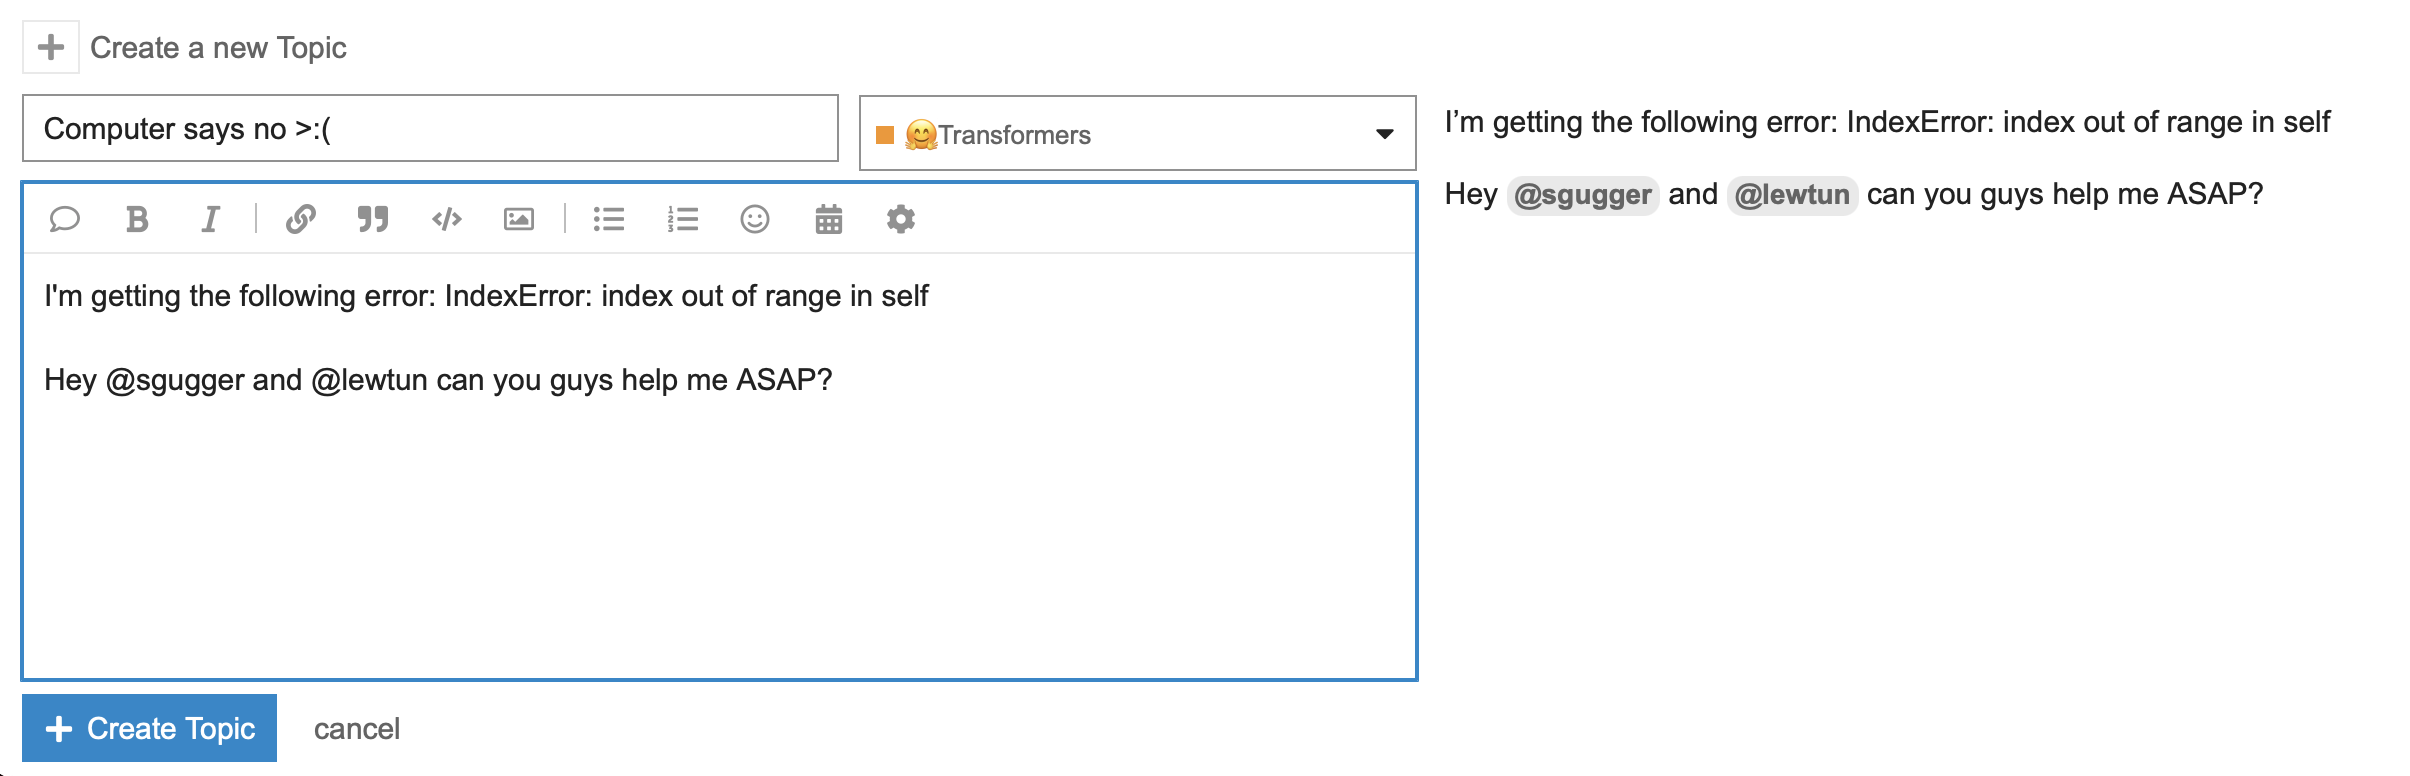 Create a new Topic
Computer says no >:(
🤗Transformers
I'm getting the following error: IndexError: index out of range in self
Hey @sgugger and @lewtun can you guys help me ASAP?
Create Topic
cancel
I’m getting the following error: IndexError: index out of range in self
Hey @sgugger and @lewtun can you guys help me ASAP?